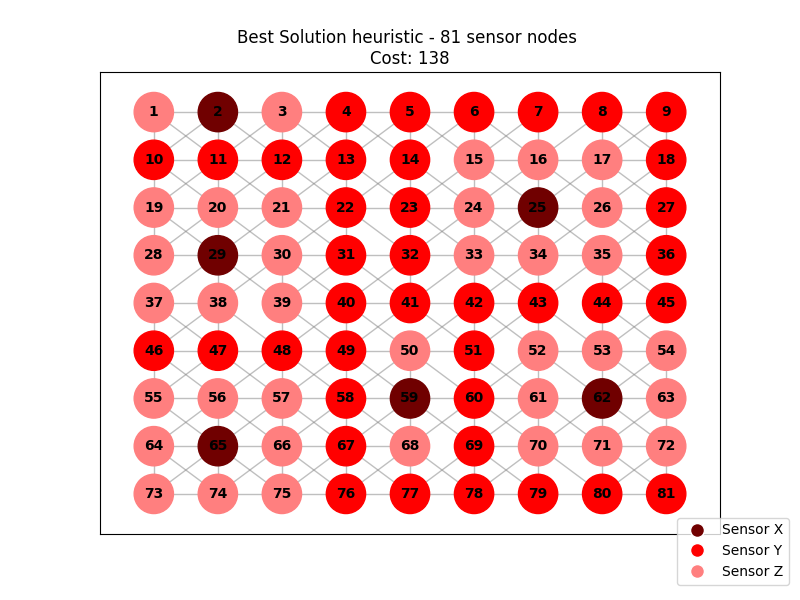 Best Solution heuristic - 81 sensor nodes
Cost: 138
1 2 3 4 5 6 7 8 9
10 11 12 13 14 15 16 17 18
19 20 21 22 23 24 25 26 27
28 29 30 31 32 33 34 35 36
37 38 39 40 41 42 43 44 45
46 47 48 49 50 51 52 53 54
55 56 57 58 59 60 61 62 63
64 65 66 67 68 69 70 71 72
73 74 75 76 77 78 79 80 81
Sensor X
Sensor Y
Sensor Z